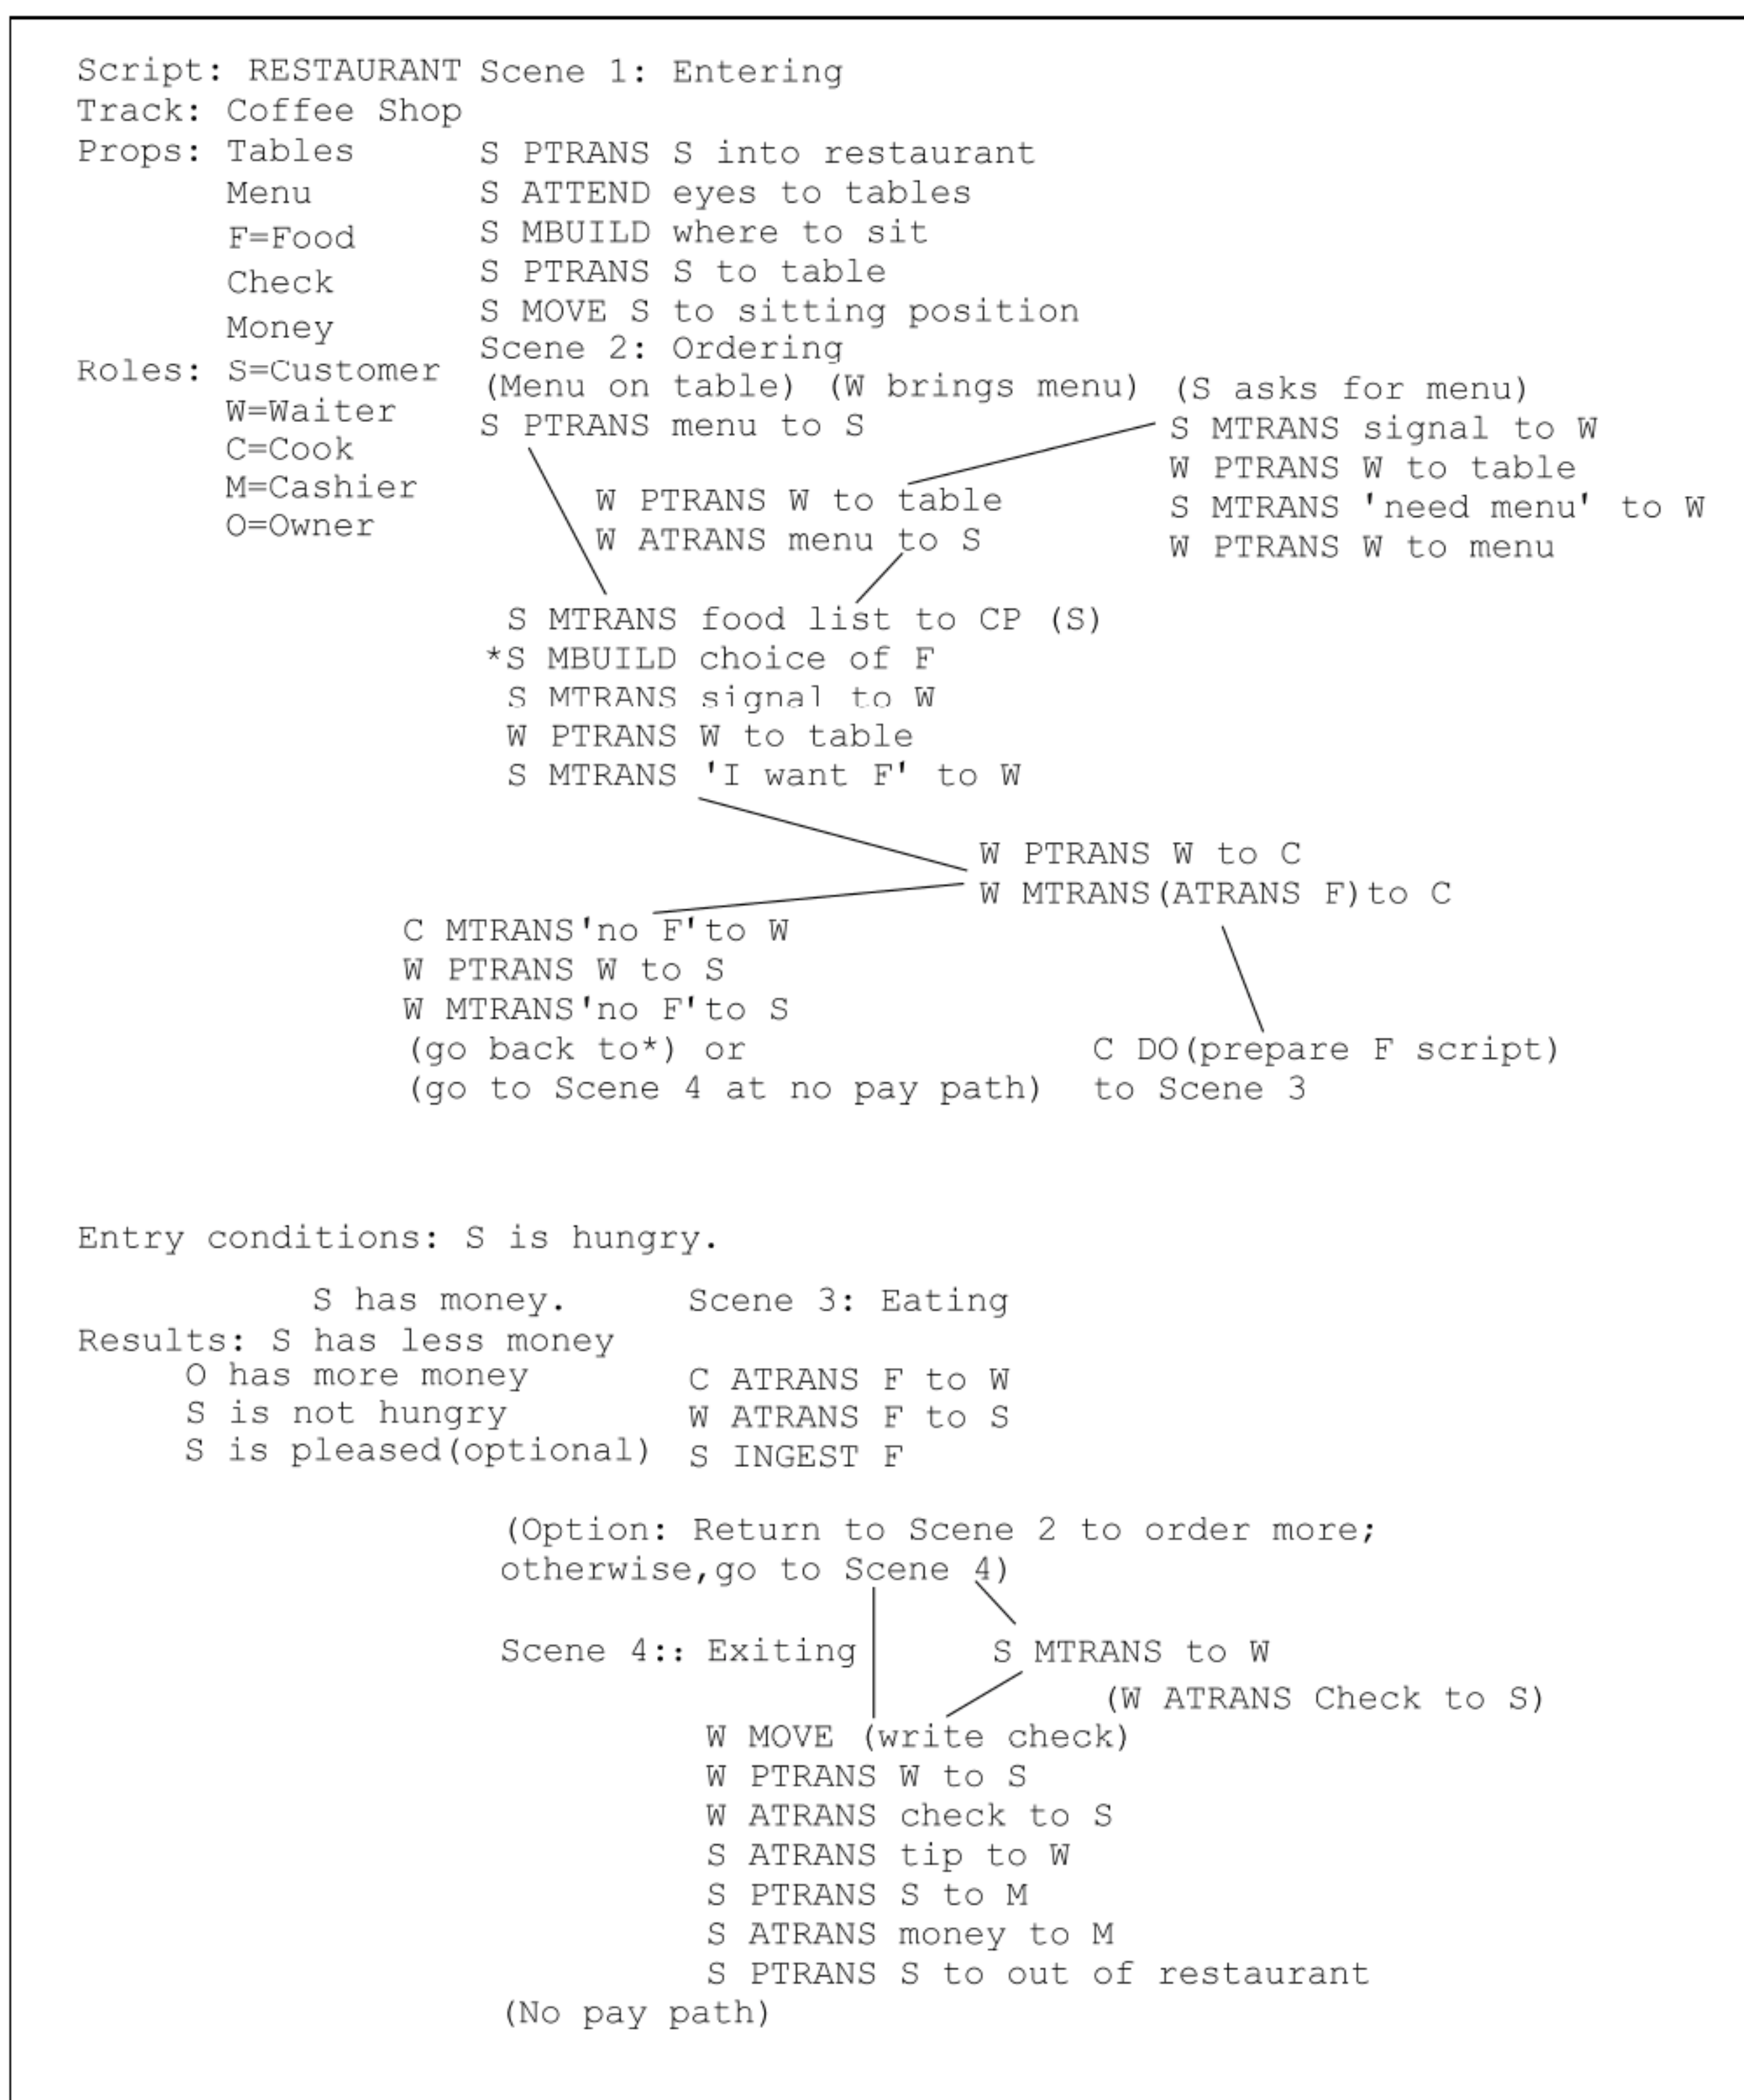 Script: RESTAURANT
Track: Coffee Shop
Props: Tables
Menu
F=Food
Check
Money
Roles: S=Customer
W=Waiter
C=Cook
M=Cashier
O=Owner
Scene 1: Entering
S PTRANS S into restaurant
S ATTEND eyes to tables
S MBUILD where to sit
S PTRANS S to table
S MOVE S to sitting position
Scene 2: Ordering
(Menu on table) (W brings menu) (S asks for menu)
S PTRANS menu to S
S MTRANS signal to W
W PTRANS W to table
S MTRANS 'need menu' to W
W PTRANS W to menu
W PTRANS W to table
W ATRANS menu to S
S MTRANS food list to CP (S)
*S MBUILD choice of F
S MTRANS signal to W
W PTRANS W to table
S MTRANS 'I want F' to W
W PTRANS W to C
W MTRANS(ATRANS F)to C
C MTRANS'no F'to W
W PTRANS W to S
W MTRANS'no F'to S
(go back to*) or
(go to Scene 4 at no pay path)
C DO(prepare F script)
to Scene 3
Entry conditions: S is hungry.
S has money.
Results: S has less money
O has more money
S is not hungry
S is pleased(optional)
Scene 3: Eating
C ATRANS F to W
W ATRANS F to S
S INGEST F
(Option: Return to Scene 2 to order more;
otherwise,go to Scene 4)
Scene 4:: Exiting
S MTRANS to W
(W ATRANS Check to S)
W MOVE (write check)
W PTRANS W to S
W ATRANS check to S
S ATRANS tip to W
S PTRANS S to M
S ATRANS money to M
S PTRANS S to out of restaurant
(No pay path)